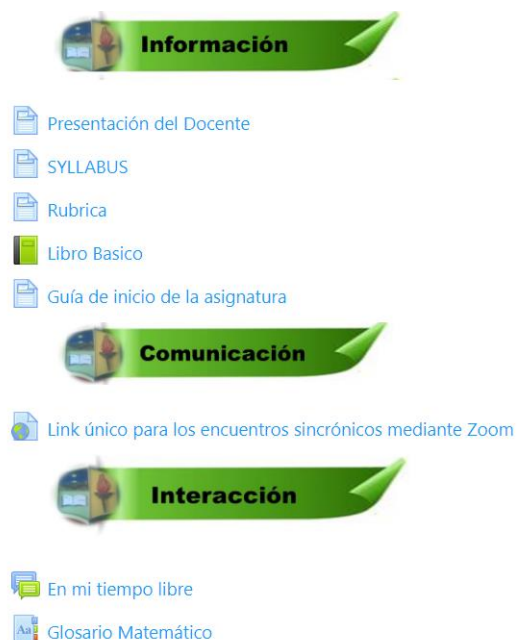 Información
Presentación del Docente
SYLLABUS
Rubrica
Libro Basico
Guía de inicio de la asignatura
Comunicación
Link único para los encuentros sincrónicos mediante Zoom
Interacción
En mi tiempo libre
Aa
Glosario Matemático